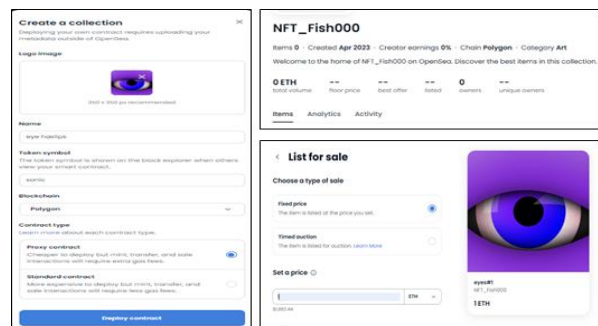 Create a collection
Deploying your own contract requires uploading your
metadata outside of OpenSea.
Logo image
350 x 350 px recommended
Name
eye hastips
Token symbol
The token symbol is shown on the block explorer when others
view your smart contract.
Blockchain
Polygon
Contract type
Learn more about each contract type.
Proxy contract
Cheaper to deploy but mint, transfer, and sale
interactions will require extra gas fees.
Standard contract
More expensive to deploy but mint, transfer, and
sale interactions will require less gas fees.
Deploy contract
NFT_Fish000
Items 0 · Created Apr 2023 · Creator earnings 0% · Chain Polygon · Category Art
Welcome to the home of NFT_Fish000 on OpenSea. Discover the best items in this collection.
0 ETH -- -- -- 0 --
total volume floor price best offer listed owners unique owners
Items Analytics Activity
List for sale
Choose a type of sale
Fixed price
The item is listed at the price you set.
Timed auction
The item is listed for auction. Learn More
Set a price
1 ETH
eyes#1
NFT_Fish000
1 ETH